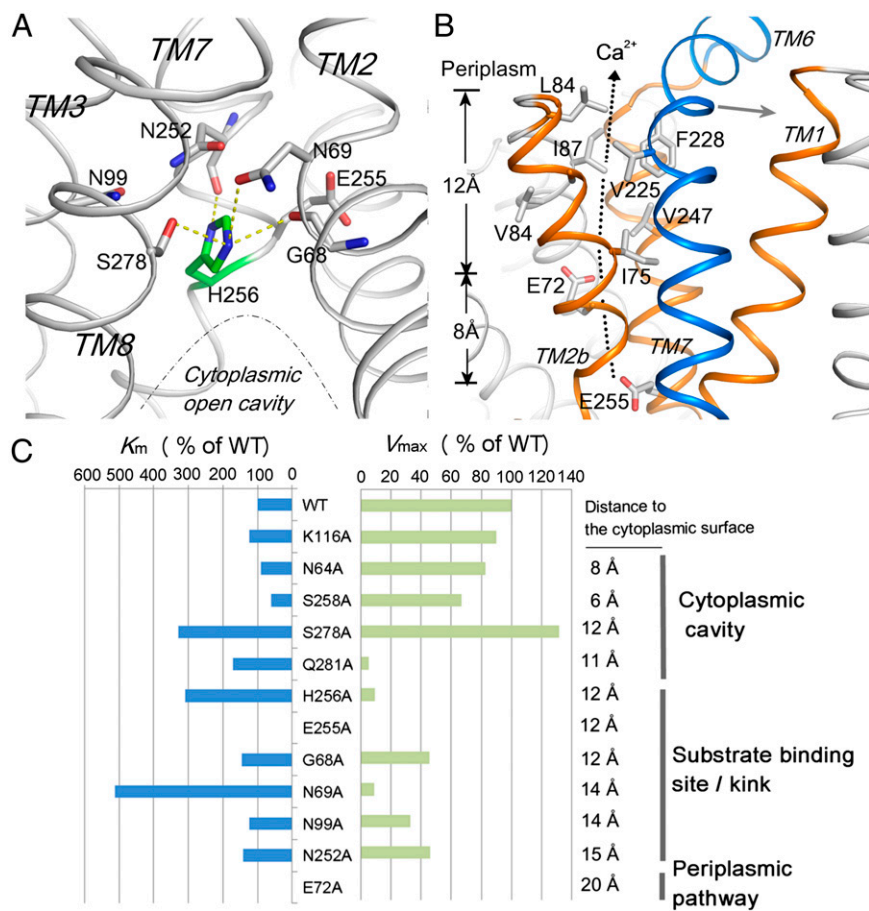 A
TM7
TM2
TM3
N252
N69
N99
E255
S278
G68
H256
TM8
Cytoplasmic
open cavity
B
TM6
Ca2+
Periplasm
L84
TM1
I87
F228
12Å
V225
V84
V247
E72
I75
8Å
TM2b
TM7
E255
C
Km ( % of WT) Vmax ( % of WT)
600 500 400 300 200 100 0 0 20 40 60 80 100 120 140
Distance to
the cytoplasmic surface
WT
K116A
N64A 8 Å
S258A 6 Å
S278A 12 Å
Q281A 11 Å
Cytoplasmic
cavity
H256A 12 Å
E255A 12 Å
G68A 12 Å
N69A 14 Å
N99A 14 Å
N252A 15 Å
Substrate binding
site / kink
E72A 20 Å
Periplasmic
pathway